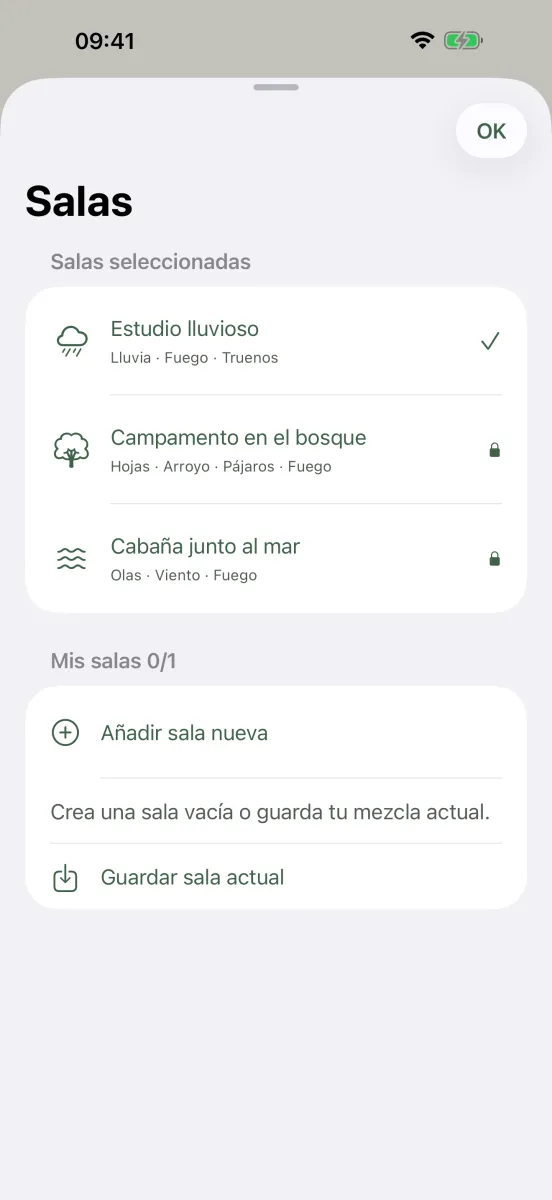 09:41
OK
Salas
Salas seleccionadas
Estudio lluvioso
Lluvia · Fuego · Truenos
Campamento en el bosque
Hojas · Arroyo · Pájaros · Fuego
Cabaña junto al mar
Olas · Viento · Fuego
Mis salas 0/1
Añadir sala nueva
Crea una sala vacía o guarda tu mezcla actual.
Guardar sala actual